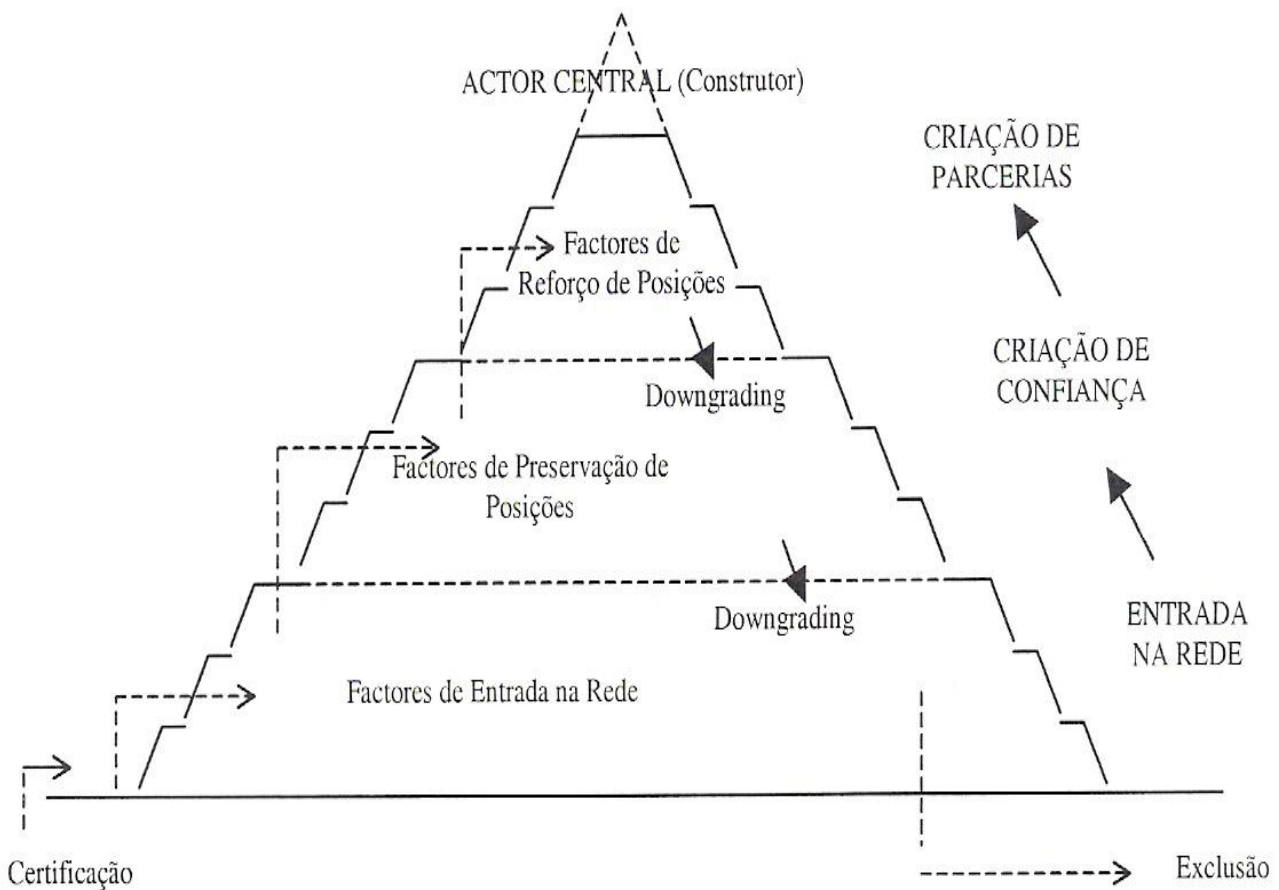 ACTOR CENTRAL (Construtor)
CRIAÇÃO DE
PARCERIAS
Factores de
Reforço de Posições
CRIAÇÃO DE
CONFIANÇA
Downgrading
Factores de Preservação de
Posições
Downgrading
ENTRADA
NA REDE
Factores de Entrada na Rede
Certificação
Exclusão